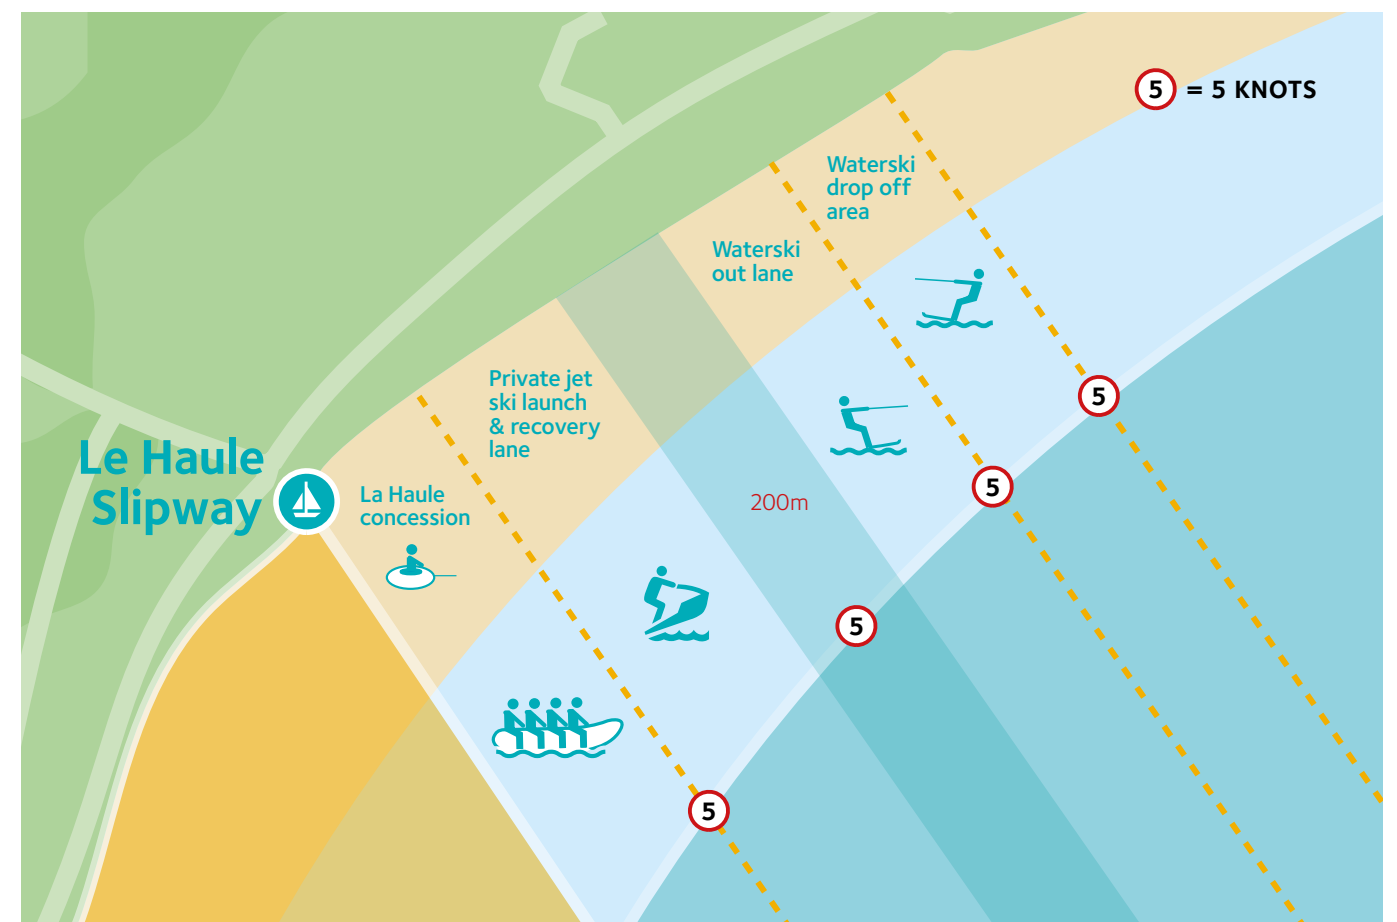 5 = 5 KNOTS
Waterski
drop off
area
Waterski
out lane
Private jet
ski launch
& recovery
lane
Le Haule
Slipway
La Haule
concession
200m
5
5
5
5